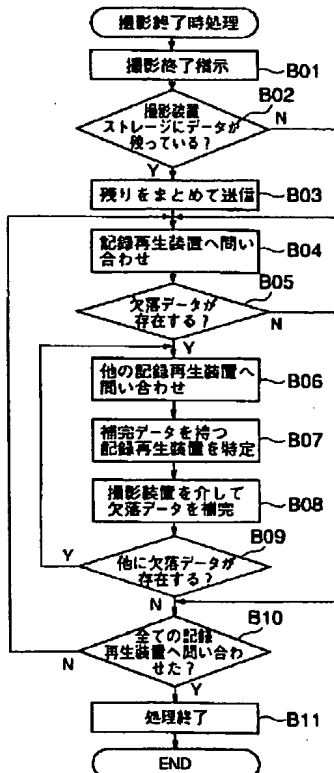 撮影終了時処理
撮影終了指示
B01
B02
撮影装置
ストレージにデータが
残っている？
N
Y
残りをまとめて送信
B03
記録再生装置へ問い
合わせ
B04
B05
欠落データが
存在する？
N
Y
他の記録再生装置へ
問い合わせ
B06
補完データを持つ
記録再生装置を特定
B07
撮影装置を介して
欠落データを補完
B08
B09
Y
他に欠落データが
存在する？
N
B10
全ての記録
再生装置へ問い合わ
せた？
N
Y
処理終了
B11
END